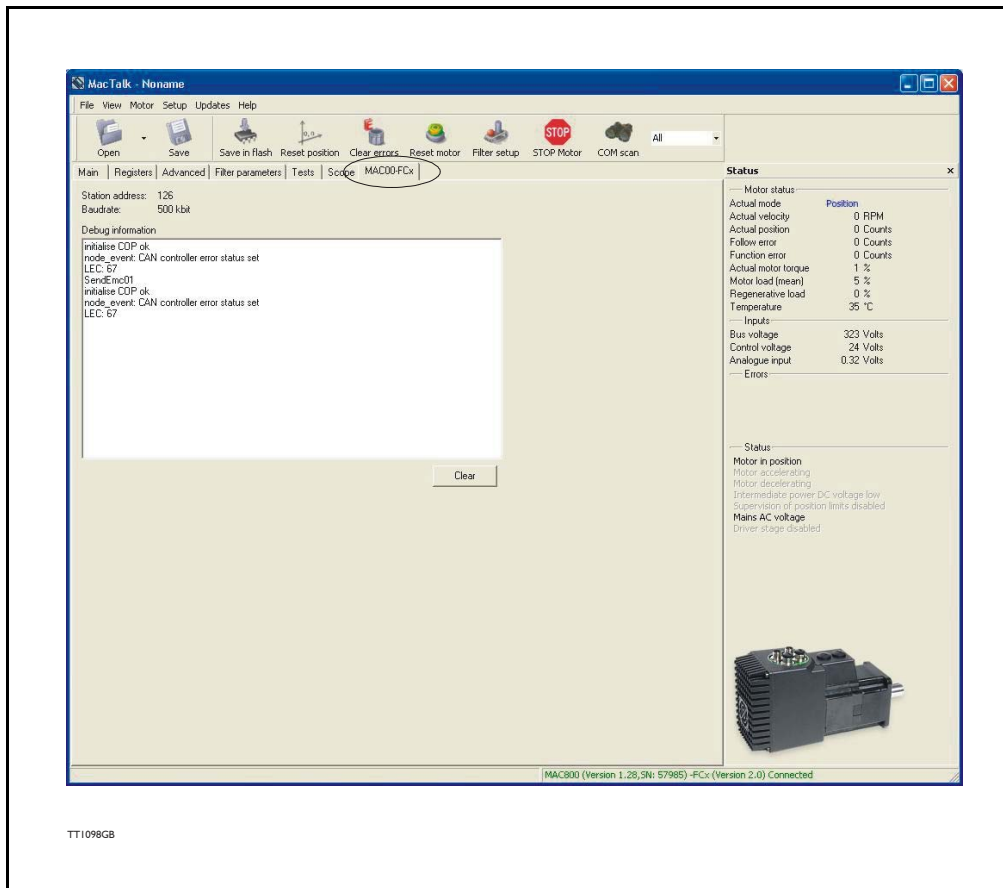 MacTalk - Noname
File View Motor Setup Updates Help
Open Save Save in flash Reset position Clear errors Reset motor Filter setup STOP Motor COM scan All
STOP
Main Registers Advanced Filter parameters Tests Scope MAC00-FCx
Station address: 126
Baudrate: 500 kbit
Debug information
initialise COP ok
node_event: CAN controller error status set
LEC: 67
SendEmc01
initialise COP ok
node_event: CAN controller error status set
LEC: 67
Clear
Status
Motor status
Actual mode Position
Actual velocity 0 RPM
Actual position 0 Counts
Follow error 0 Counts
Function error 0 Counts
Actual motor torque 1 %
Motor load (mean) 5 %
Regenerative load 0 %
Temperature 35 °C
Inputs
Bus voltage 323 Volts
Control voltage 24 Volts
Analogue input 0.32 Volts
Errors
Status
Motor in position
Motor accelerating
Motor decelerating
Intermediate power DC voltage low
Supervision of position limits disabled
Mains AC voltage
Driver stage disabled
MAC800 (Version 1.28,SN: 57985) -FCx (Version 2.0) Connected
TT1098GB